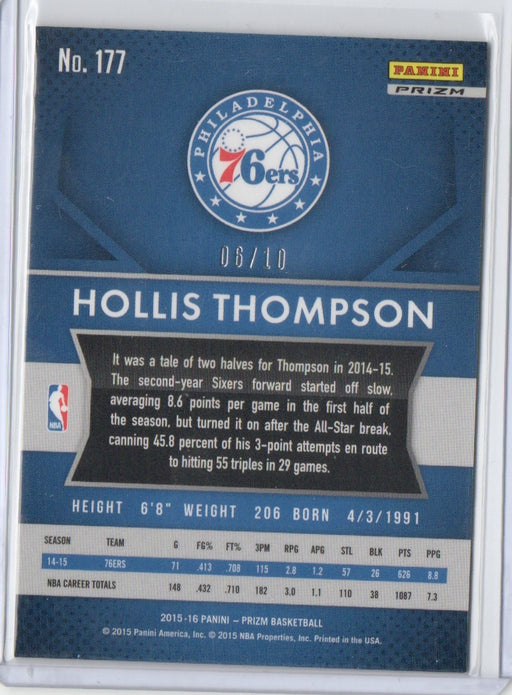 No. 177
PANINI
PRIZM
PHILADELPHIA
76ers
06/10
HOLLIS THOMPSON
It was a tale of two halves for Thompson in 2014-15.
The second-year Sixers forward started off slow,
averaging 8.6 points per game in the first half of
the season, but turned it on after the All-Star break,
canning 45.8 percent of his 3-point attempts en route
to hitting 55 triples in 29 games.
NBA
HEIGHT 6'8" WEIGHT 206 BORN 4/3/1991
SEASON TEAM G FG% FT% 3PM RPG APG STL BLK PTS PPG
14-15 76ERS 71 .413 .708 115 2.8 1.2 57 26 626 8.8
NBA CAREER TOTALS 148 .432 .710 182 3.0 1.1 110 38 1087 7.3
2015-16 PANINI – PRIZM BASKETBALL
© 2015 Panini America, Inc. © 2015 NBA Properties, Inc. Printed in the USA.